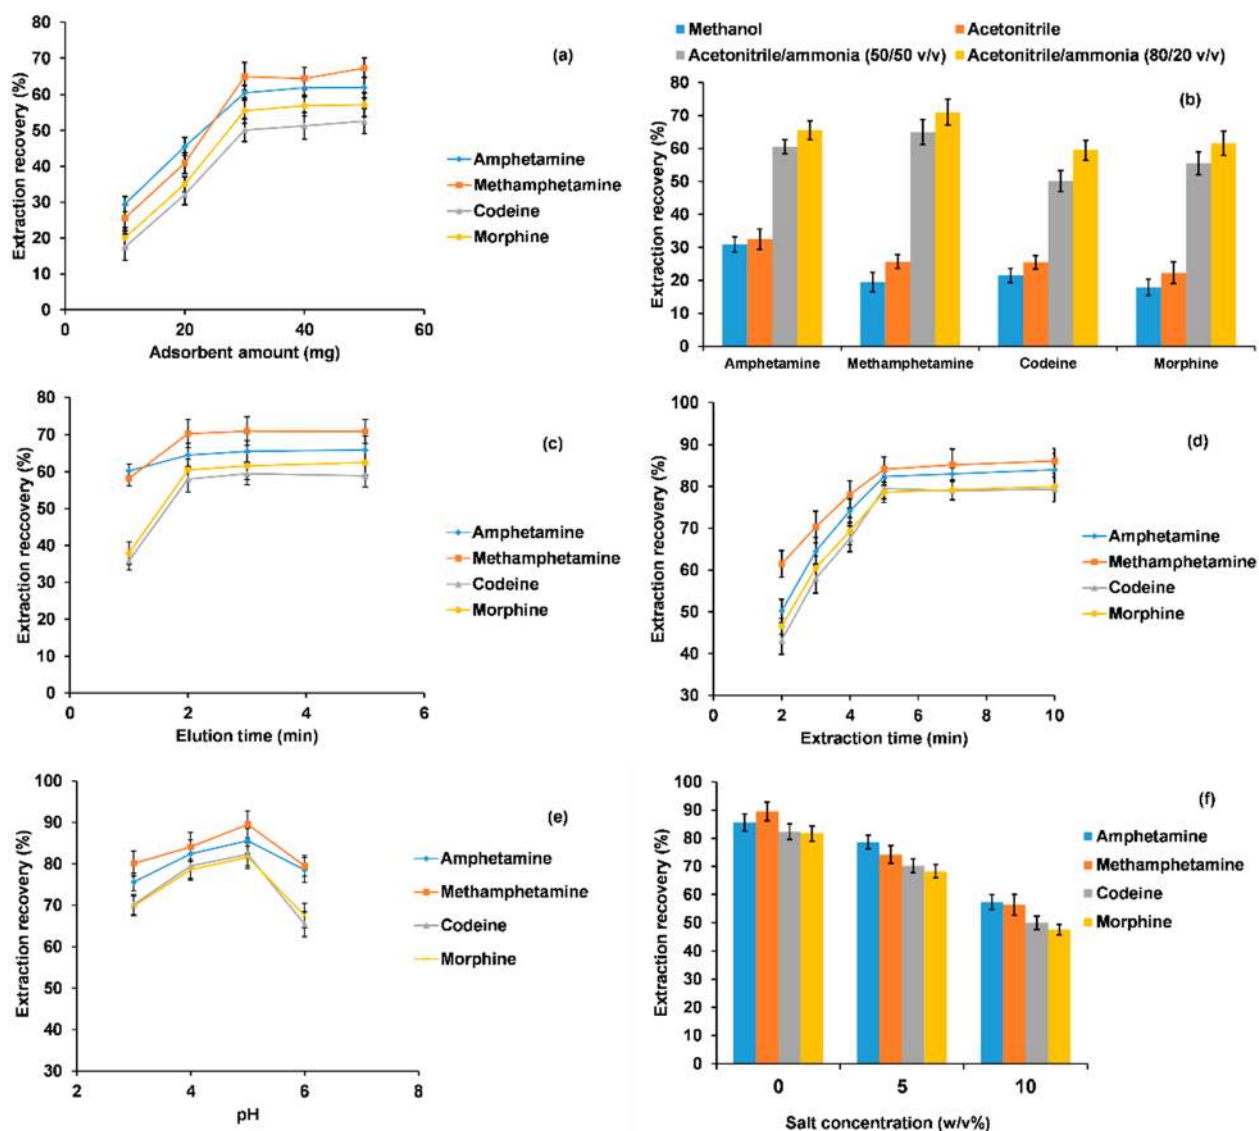 (a)
Extraction recovery (%)
80
70
60
50
40
30
20
10
0
0 20 40 60
Adsorbent amount (mg)
Amphetamine
Methamphetamine
Codeine
Morphine
Methanol Acetonitrile
Acetonitrile/ammonia (50/50 v/v) Acetonitrile/ammonia (80/20 v/v)
(b)
Extraction recovery (%)
80
70
60
50
40
30
20
10
0
Amphetamine Methamphetamine Codeine Morphine
(c)
Extraction reccovery (%)
80
70
60
50
40
30
20
10
0
0 2 4 6
Elution time (min)
Amphetamine
Methamphetamine
Codeine
Morphine
(d)
Extraction recovery (%)
100
90
80
70
60
50
40
30
0 2 4 6 8 10
Extraction time (min)
Amphetamine
Methamphetamine
Codeine
Morphine
(e)
Extraction recovery (%)
100
90
80
70
60
50
40
30
2 4 6 8
pH
Amphetamine
Methamphetamine
Codeine
Morphine
(f)
Extraction recovery (%)
100
90
80
70
60
50
40
30
20
10
0
0 5 10
Salt concentration (w/v%)
Amphetamine
Methamphetamine
Codeine
Morphine